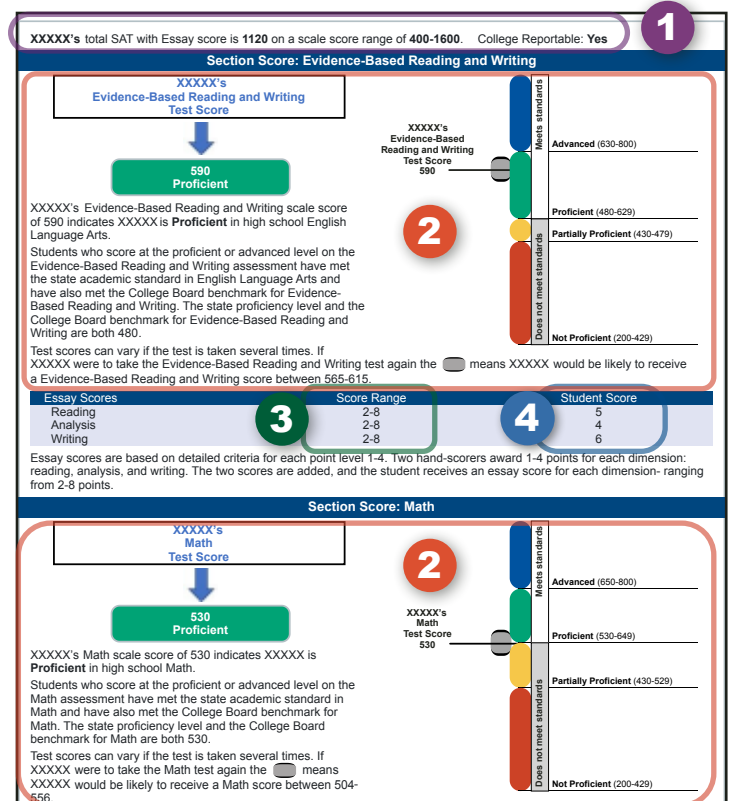 XXXXX's total SAT with Essay score is 1120 on a scale score range of 400-1600. College Reportable: Yes
1
Section Score: Evidence-Based Reading and Writing
XXXXX's
Evidence-Based Reading and Writing
Test Score
590
Proficient
XXXXX's Evidence-Based Reading and Writing scale score
of 590 indicates XXXXX is Proficient in high school English
Language Arts.
Students who score at the proficient or advanced level on the
Evidence-Based Reading and Writing assessment have met
the state academic standard in English Language Arts and
have also met the College Board benchmark for Evidence-
Based Reading and Writing. The state proficiency level and the
College Board benchmark for Evidence-Based Reading and
Writing are both 480.
Test scores can vary if the test is taken several times. If
XXXXX were to take the Evidence-Based Reading and Writing test again the means XXXXX would be likely to receive
a Evidence-Based Reading and Writing score between 565-615.
XXXXX's
Evidence-Based
Reading and Writing
Test Score
590
2
Meets standards
Does not meet standards
Advanced (630-800)
Proficient (480-629)
Partially Proficient (430-479)
Not Proficient (200-429)
Essay Scores Score Range Student Score
Reading 2-8 5
Analysis 2-8 4
Writing 2-8 6
3
4
Essay scores are based on detailed criteria for each point level 1-4. Two hand-scorers award 1-4 points for each dimension:
reading, analysis, and writing. The two scores are added, and the student receives an essay score for each dimension- ranging
from 2-8 points.
Section Score: Math
XXXXX's
Math
Test Score
530
Proficient
XXXXX's Math scale score of 530 indicates XXXXX is
Proficient in high school Math.
Students who score at the proficient or advanced level on the
Math assessment have met the state academic standard in
Math and have also met the College Board benchmark for
Math. The state proficiency level and the College Board
benchmark for Math are both 530.
Test scores can vary if the test is taken several times. If
XXXXX were to take the Math test again the means
XXXXX would be likely to receive a Math score between 504-
556.
2
XXXXX's
Math
Test Score
530
Meets standards
Does not meet standards
Advanced (650-800)
Proficient (530-649)
Partially Proficient (430-529)
Not Proficient (200-429)